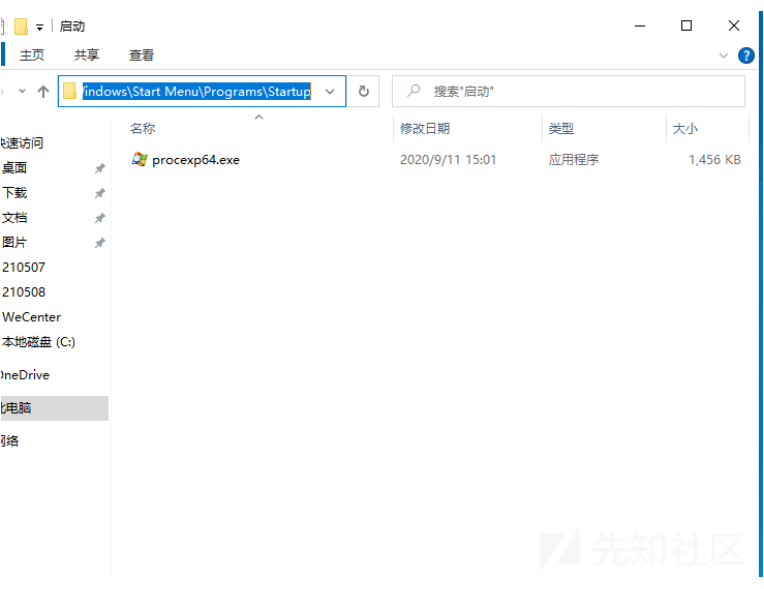 启动
主页 共享 查看
indows\Start Menu\Programs\Startup
搜索"启动"
名称 修改日期 类型 大小
procexp64.exe 2020/9/11 15:01 应用程序 1,456 KB
快速访问
桌面
下载
文档
图片
210507
210508
WeCenter
本地磁盘 (C:)
OneDrive
此电脑
网络
先知社区